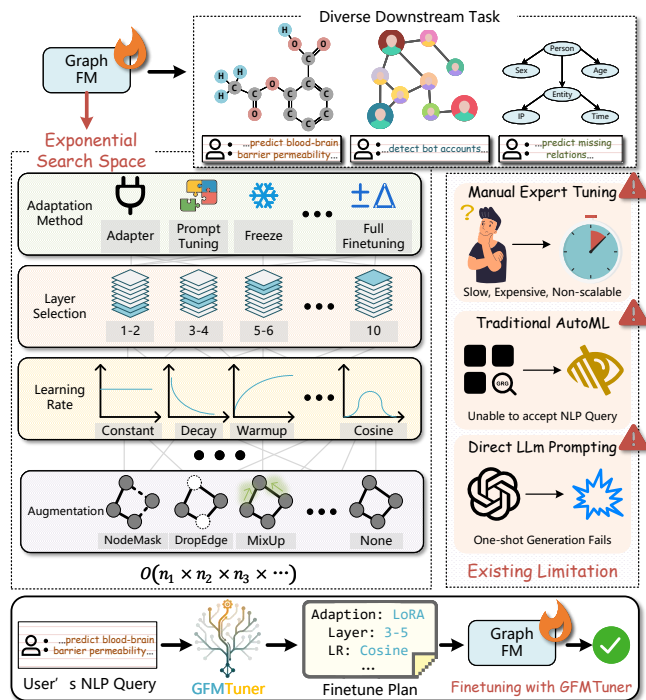 Diverse Downstream Task
Graph
FM
H
O
O
H
H
C
C
H
C
O
C
C
C
C
O
C
C
C
Person
Sex
Age
Entity
IP
Time
...predict blood-brain
barrier permeability...
...detect bot accounts...
...predict missing
relations...
Exponential
Search Space
Adaptation
Method
Adapter
Prompt
Tuning
Freeze
Full
Finetuning
Layer
Selection
1-2
3-4
5-6
10
Learning
Rate
Constant
Decay
Warmup
Cosine
Augmentation
NodeMask
DropEdge
MixUp
None
O(n₁ × n₂ × n₃ × ⋯)
Manual Expert Tuning
?
Slow, Expensive, Non-scalable
Traditional AutoML
Unable to accept NLP Query
Direct LLm Prompting
One-shot Generation Fails
Existing Limitation
...predict blood-brain
barrier permeability...
User's NLP Query
GFMTuner
Adaption: LoRA
Layer: 3-5
LR: Cosine
...
Finetune Plan
Graph
FM
Finetuning with GFMTuner